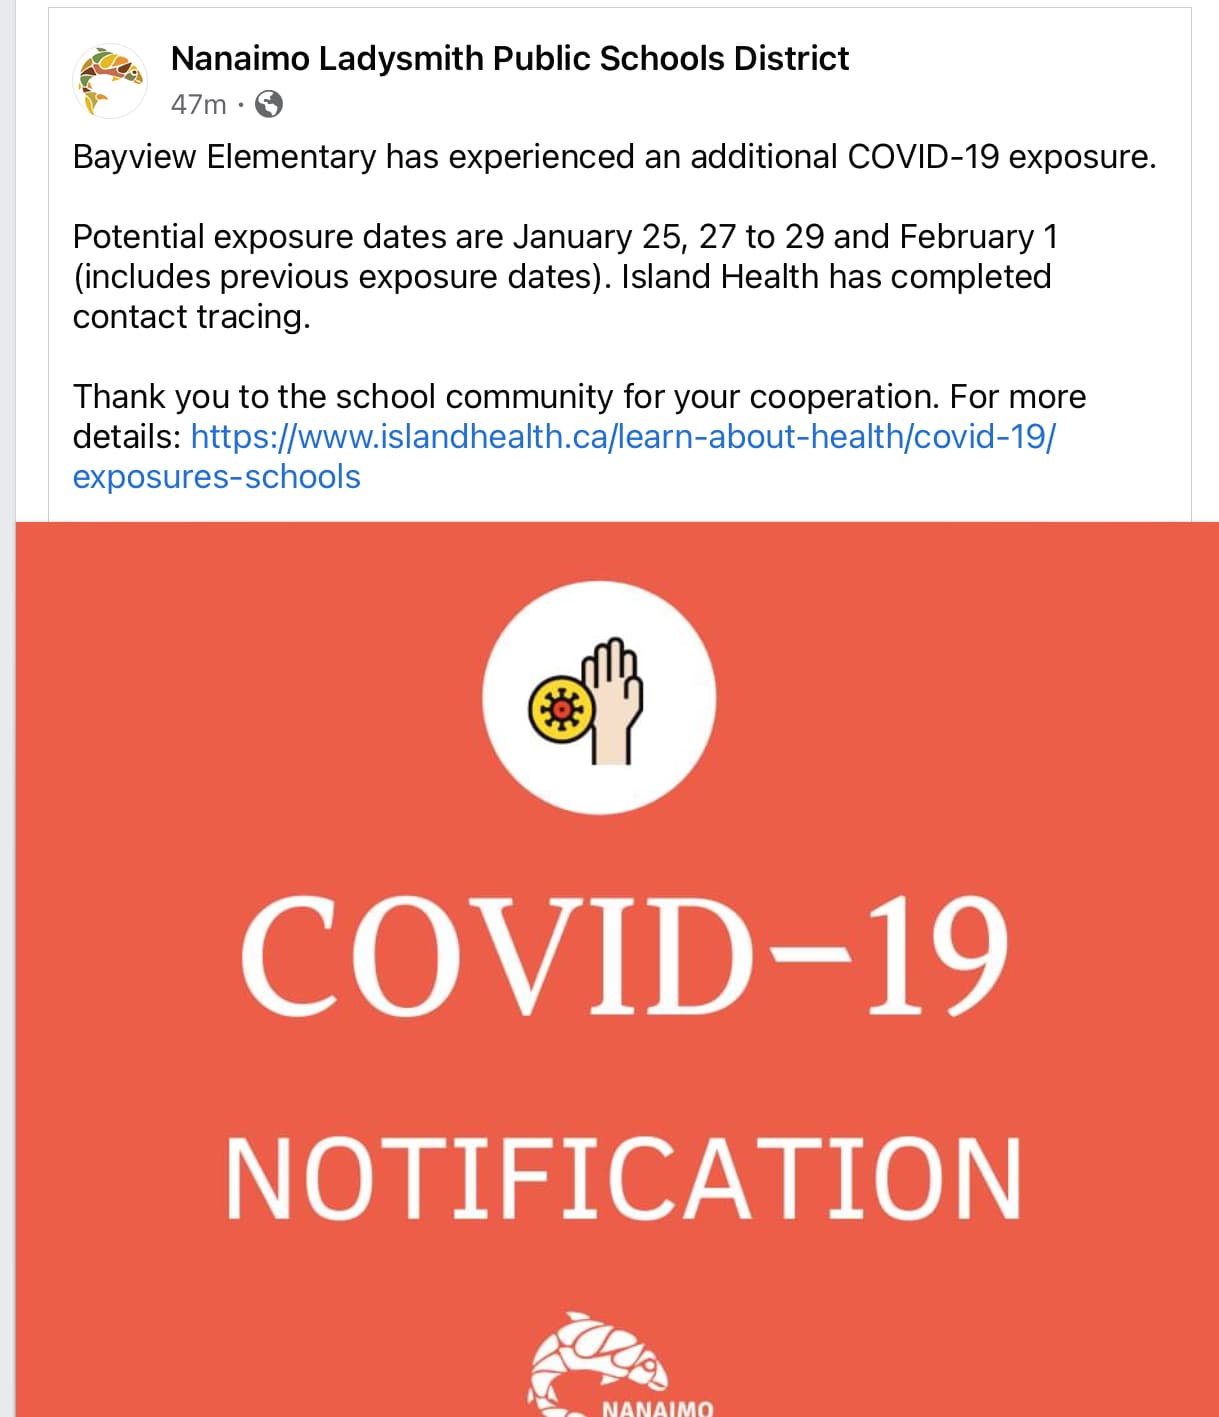 Nanaimo Ladysmith Public Schools District
47m ·
Bayview Elementary has experienced an additional COVID-19 exposure.
Potential exposure dates are January 25, 27 to 29 and February 1
(includes previous exposure dates). Island Health has completed
contact tracing.
Thank you to the school community for your cooperation. For more
details: https://www.islandhealth.ca/learn-about-health/covid-19/
exposures-schools
COVID-19
NOTIFICATION
NANAIMO